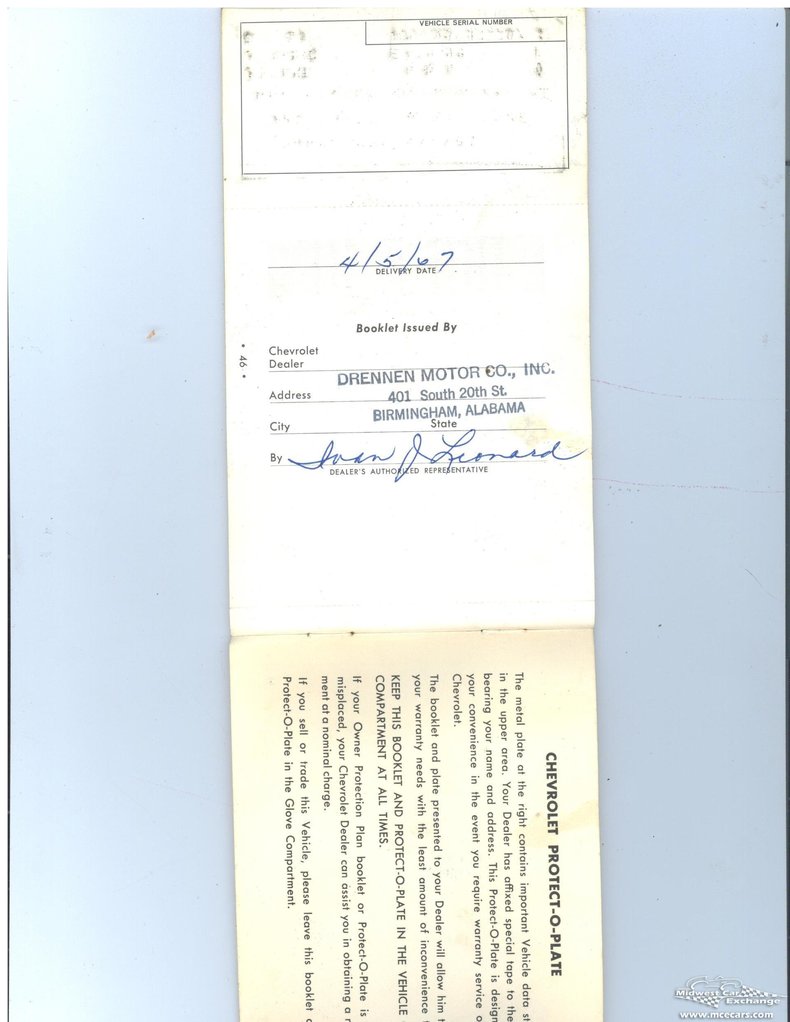 VEHICLE SERIAL NUMBER
4/5/67
DELIVERY DATE
Booklet Issued By
Chevrolet
Dealer
DRENNEN MOTOR CO., INC.
Address
401 South 20th St.
BIRMINGHAM, ALABAMA
City State
By Ivan J Leonard
DEALER'S AUTHORIZED REPRESENTATIVE
• 46 •
CHEVROLET PROTECT-O-PLATE
The metal plate at the right contains important Vehicle data
in the upper area. Your Dealer has affixed special tape to the
bearing your name and address. This Protect-O-Plate is
your convenience in the event you require warranty service
Chevrolet.
The booklet and plate presented to your Dealer will allow him
your warranty needs with the least amount of inconvenience
KEEP THIS BOOKLET AND PROTECT-O-PLATE IN THE VEHICLE
COMPARTMENT AT ALL TIMES.
If your Owner Protection Plan booklet or Protect-O-Plate is
misplaced, your Chevrolet Dealer can assist you in obtaining a
ment at a nominal charge.
If you sell or trade this Vehicle, please leave this booklet
Protect-O-Plate in the Glove Compartment.
Midwest Car
Exchange
www.mcecars.com